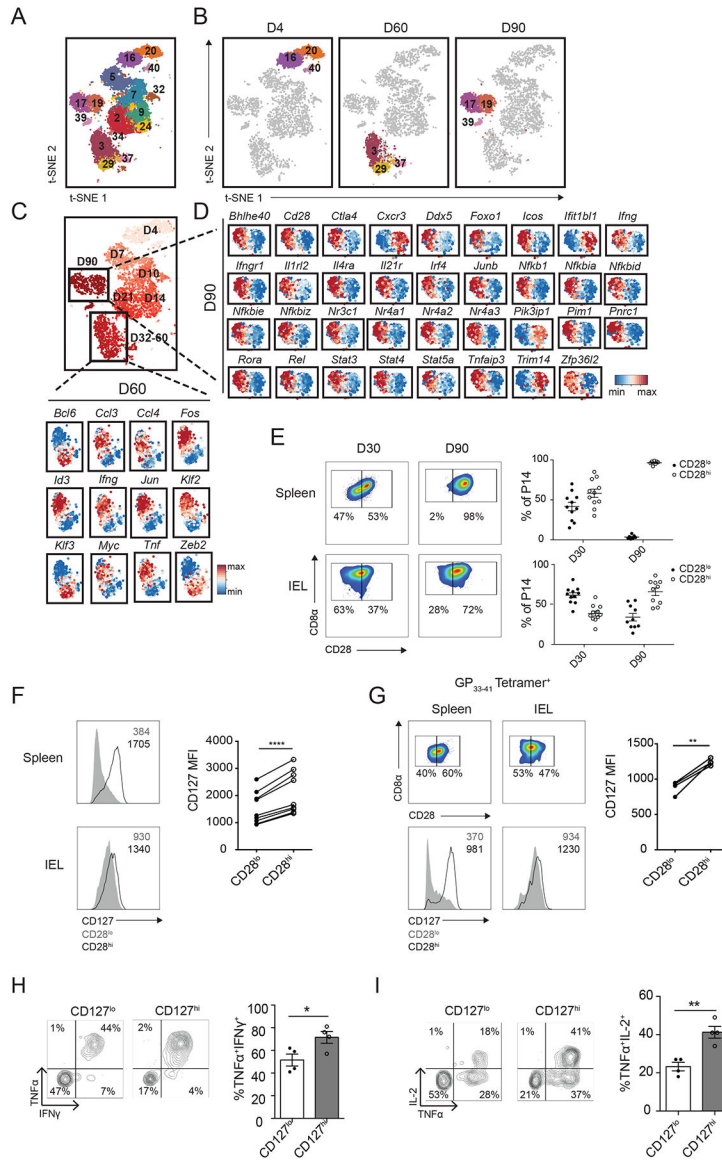 A
20
16
40
5
7
32
17 19
9
39
2
24
34
3
37
29
t-SNE 2
t-SNE 1
B
D4 D60 D90
20
16
40
3
37
29
17 19
39
t-SNE 2
t-SNE 1
C
D4
D7
D90
D10
D21 D14
D32-60
D
D90
Bhlhe40 Cd28 Ctla4 Cxcr3 Ddx5 Foxo1 Icos Ifit1bl1 Ifng
Ifngr1 Il1rl2 Il4ra Il21r Irf4 Junb Nfkb1 Nfkbia Nfkbid
Nfkbie Nfkbiz Nr3c1 Nr4a1 Nr4a2 Nr4a3 Pik3ip1 Pim1 Pnrc1
Rora Rel Stat3 Stat4 Stat5a Tnfaip3 Trim14 Zfp36l2
min max
D60
Bcl6 Ccl3 Ccl4 Fos
Id3 Ifng Jun Klf2
Klf3 Myc Tnf Zeb2
max
min
E
D30 D90
Spleen
47% 53% 2% 98%
IEL
63% 37% 28% 72%
CD8α
CD28
% of P14
100
50
0
D30 D90
CD28lo
CD28hi
% of P14
100
50
0
D30 D90
CD28lo
CD28hi
F
Spleen
384
1705
IEL
930
1340
CD127
CD28lo
CD28hi
CD127 MFI
4000
3000
2000
1000
0
****
CD28lo CD28hi
G
GP33-41 Tetramer+
Spleen IEL
40% 60% 53% 47%
CD8α
CD28
370
981
934
1230
CD127
CD28lo
CD28hi
CD127 MFI
1500
1000
500
0
**
CD28lo CD28hi
H
CD127lo CD127hi
1% 44% 2%
47% 7% 17% 4%
TNFα
IFNγ
%TNFα+IFNγ+
100
80
60
40
20
0
*
CD127lo CD127hi
I
CD127lo CD127hi
1% 18% 1% 41%
53% 28% 21% 37%
IL-2
TNFα
%TNFα+IL-2+
60
40
20
0
**
CD127lo CD127hi